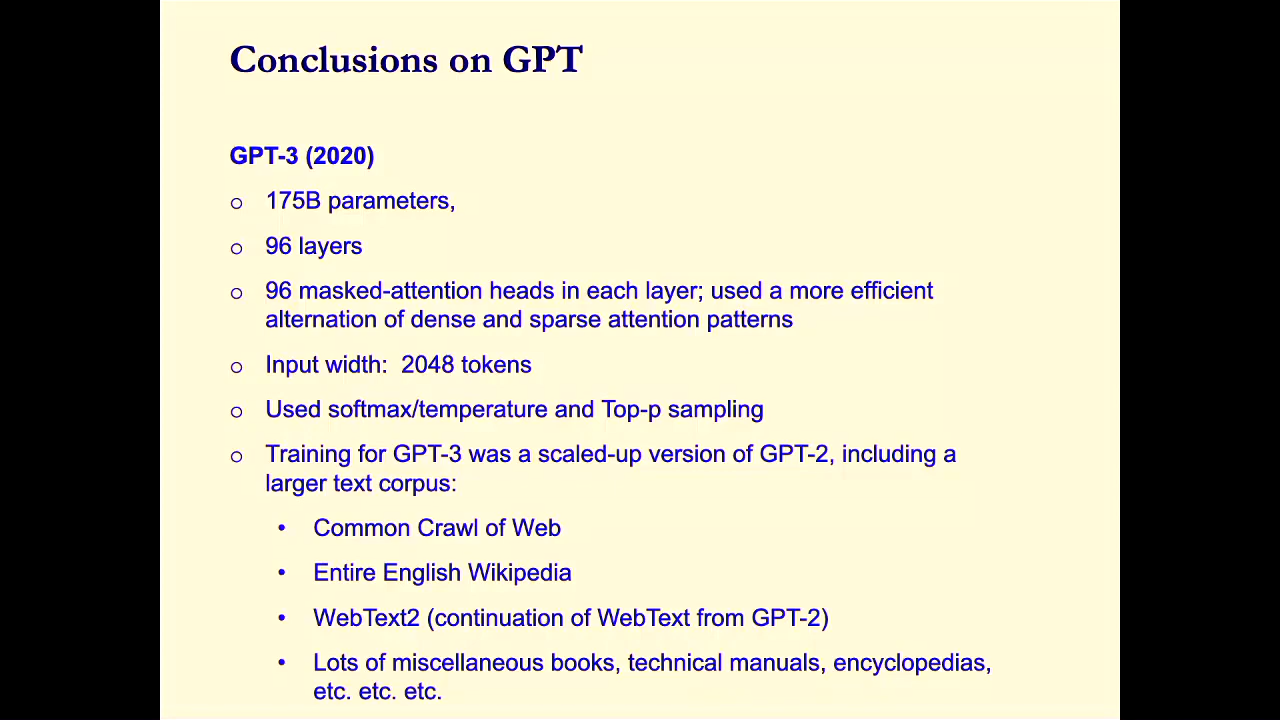 Conclusions on GPT
GPT-3 (2020)
o 175B parameters,
o 96 layers
o 96 masked-attention heads in each layer; used a more efficient
alternation of dense and sparse attention patterns
o Input width: 2048 tokens
o Used softmax/temperature and Top-p sampling
o Training for GPT-3 was a scaled-up version of GPT-2, including a
larger text corpus:
• Common Crawl of Web
• Entire English Wikipedia
• WebText2 (continuation of WebText from GPT-2)
• Lots of miscellaneous books, technical manuals, encyclopedias,
etc. etc. etc.